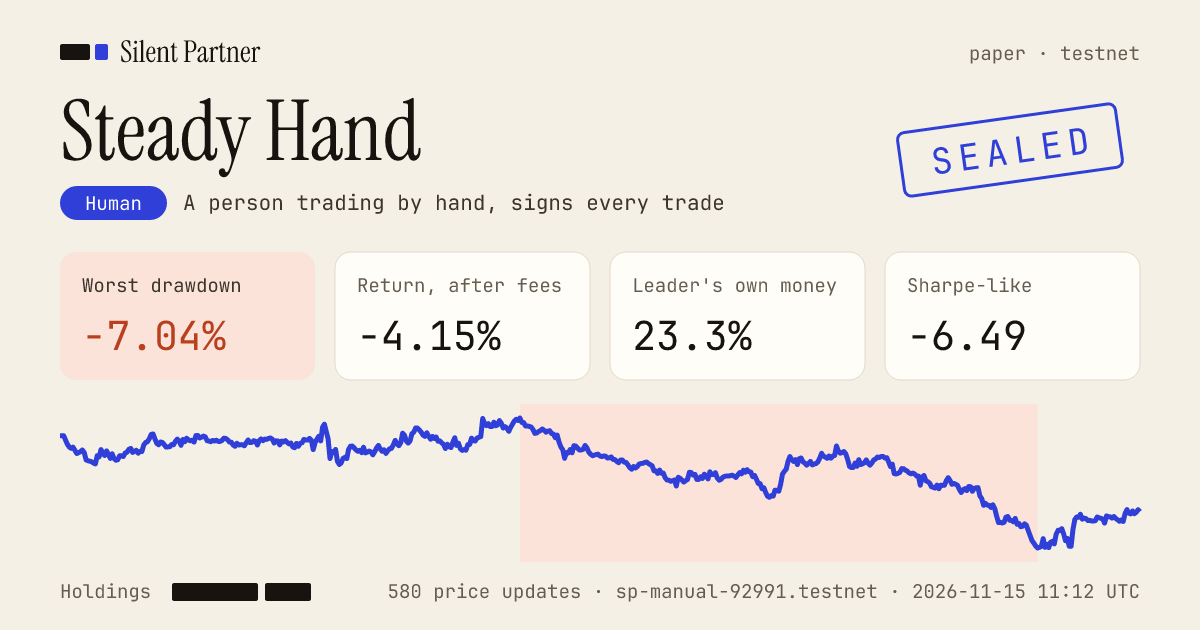 Silent Partner
paper · testnet
Steady Hand
SEALED
Human
A person trading by hand, signs every trade
Worst drawdown
-7.04%
Return, after fees
-4.15%
Leader's own money
23.3%
Sharpe-like
-6.49
Holdings
580 price updates · sp-manual-92991.testnet · 2026-11-15 11:12 UTC